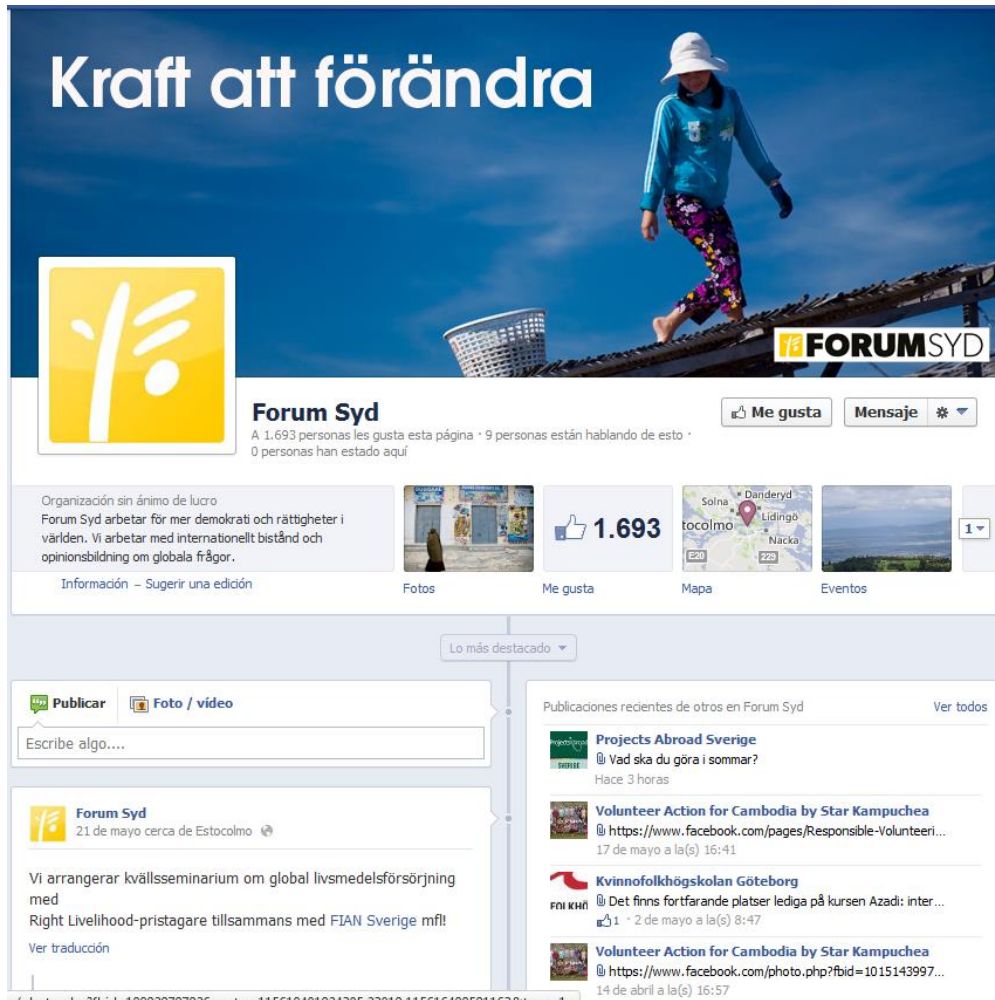 Kraft att förändra
FORUMSYD
Forum Syd
A 1.693 personas les gusta esta página · 9 personas están hablando de esto ·
0 personas han estado aquí
Me gusta
Mensaje
Organización sin ánimo de lucro
Forum Syd arbetar för mer demokrati och rättigheter i
världen. Vi arbetar med internationellt bistånd och
opinionsbildning om globala frågor.
Información – Sugerir una edición
Fotos
1.693
Me gusta
Solna
Danderyd
Lidingö
tocolmo
Nacka
E20
229
Mapa
Eventos
1
Lo más destacado
Publicar
Foto / vídeo
Escribe algo....
Forum Syd
21 de mayo cerca de Estocolmo
Vi arrangerar kvällsseminarium om global livsmedelsförsörjning
med
Right Livelihood-pristagare tillsammans med FIAN Sverige mfl!
Ver traducción
Publicaciones recientes de otros en Forum Syd
Ver todos
Projects Abroad Sverige
Vad ska du göra i sommar?
Hace 3 horas
Volunteer Action for Cambodia by Star Kampuchea
https://www.facebook.com/pages/Responsible-Volunteeri...
17 de mayo a la(s) 16:41
Kvinnofolkhögskolan Göteborg
Det finns fortfarande platser lediga på kursen Azadi: inter...
1 · 2 de mayo a la(s) 8:47
Volunteer Action for Cambodia by Star Kampuchea
https://www.facebook.com/photo.php?fbid=1015143997...
14 de abril a la(s) 16:57